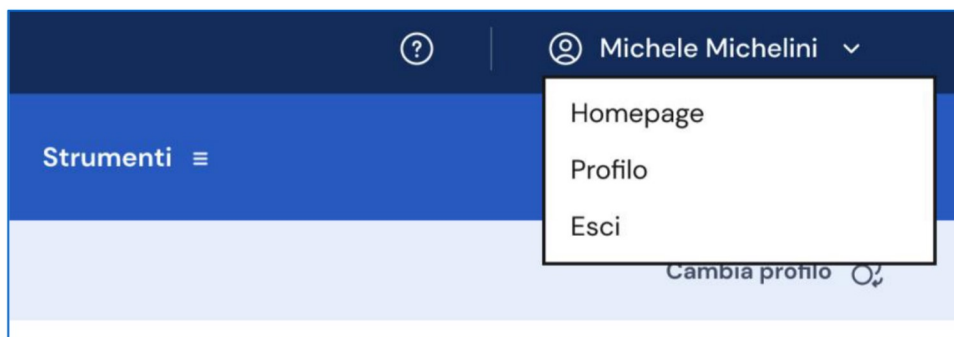 ? Michele Michelini
Homepage
Strumenti
Profilo
Esci
Cambia profilo